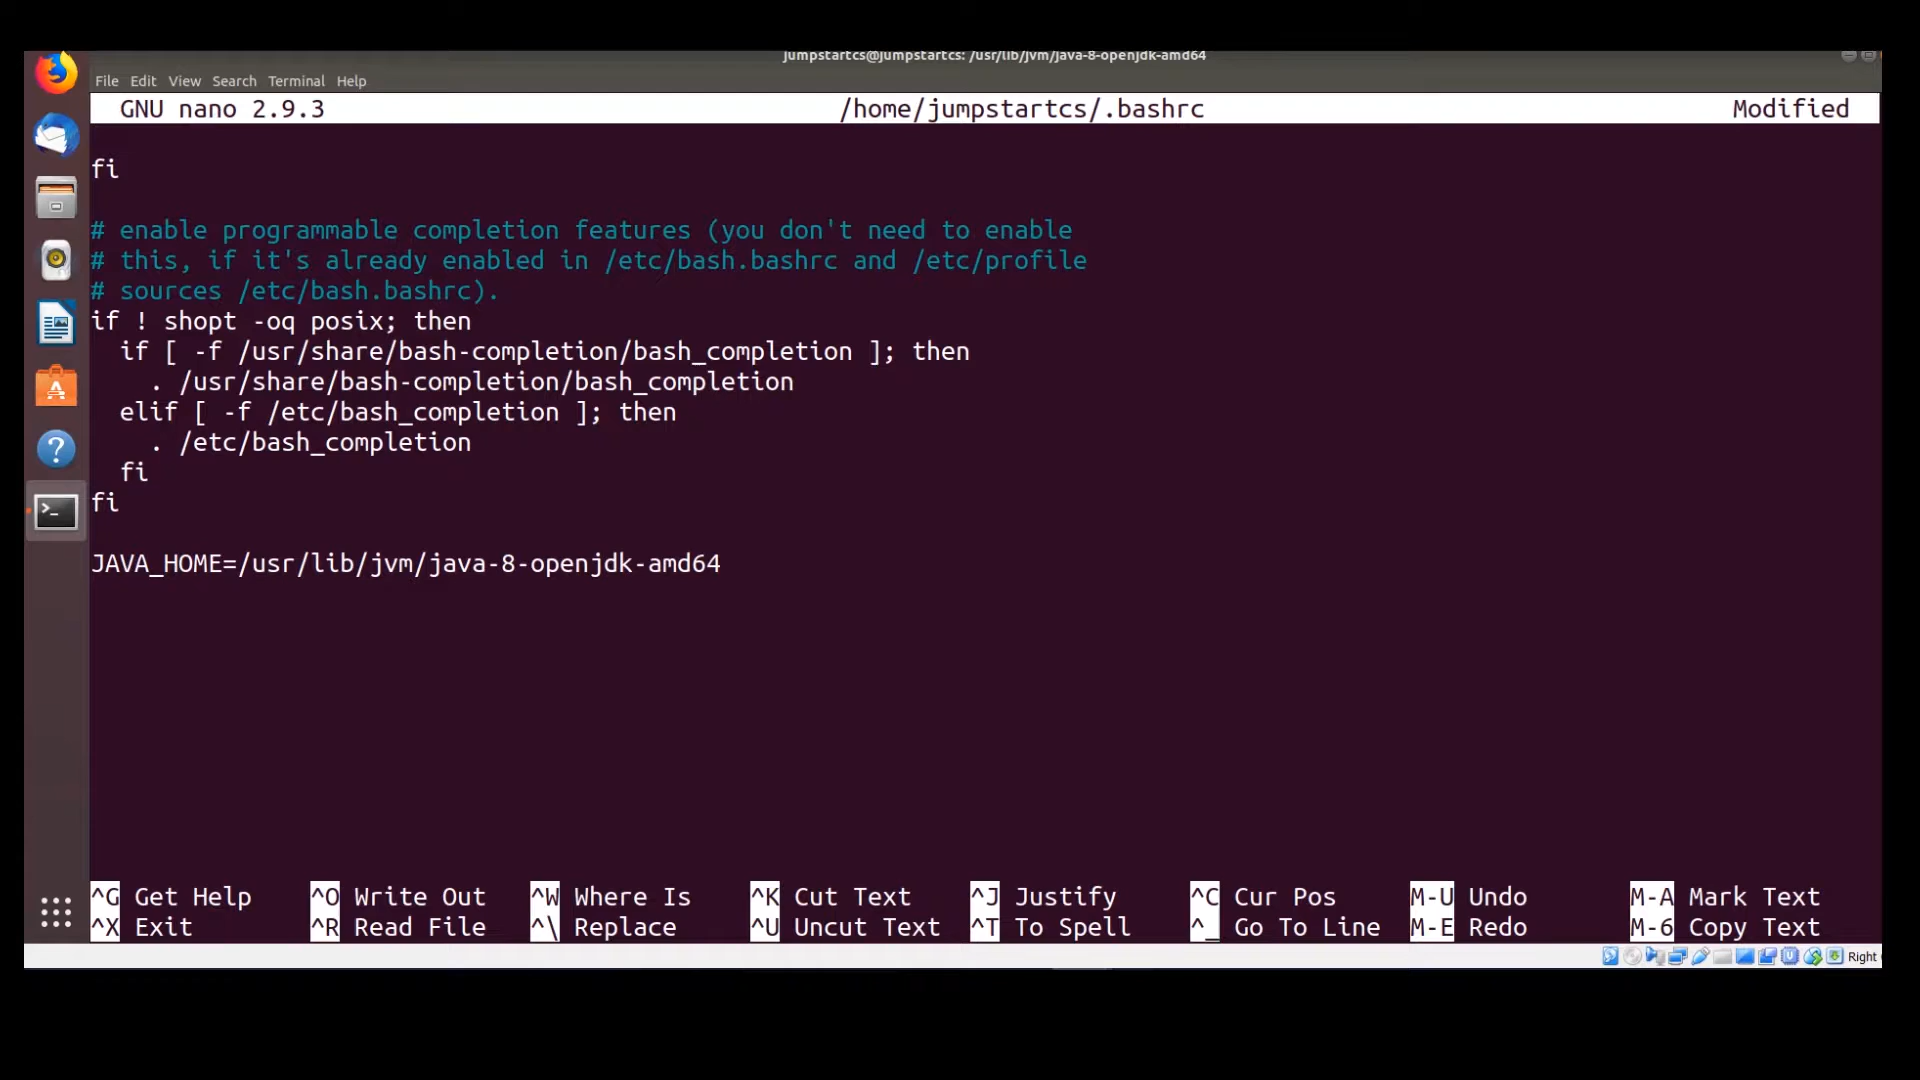 jumpstartcs@jumpstartcs: /usr/lib/jvm/java-8-openjdk-amd64
File Edit View Search Terminal Help
GNU nano 2.9.3 /home/jumpstartcs/.bashrc Modified
fi
# enable programmable completion features (you don't need to enable
# this, if it's already enabled in /etc/bash.bashrc and /etc/profile
# sources /etc/bash.bashrc).
if ! shopt -oq posix; then
  if [ -f /usr/share/bash-completion/bash_completion ]; then
    . /usr/share/bash-completion/bash_completion
  elif [ -f /etc/bash_completion ]; then
    . /etc/bash_completion
  fi
fi
JAVA_HOME=/usr/lib/jvm/java-8-openjdk-amd64
^G Get Help ^O Write Out ^W Where Is ^K Cut Text ^J Justify ^C Cur Pos M-U Undo M-A Mark Text
^X Exit ^R Read File ^\ Replace ^U Uncut Text ^T To Spell ^_ Go To Line M-E Redo M-6 Copy Text
Right